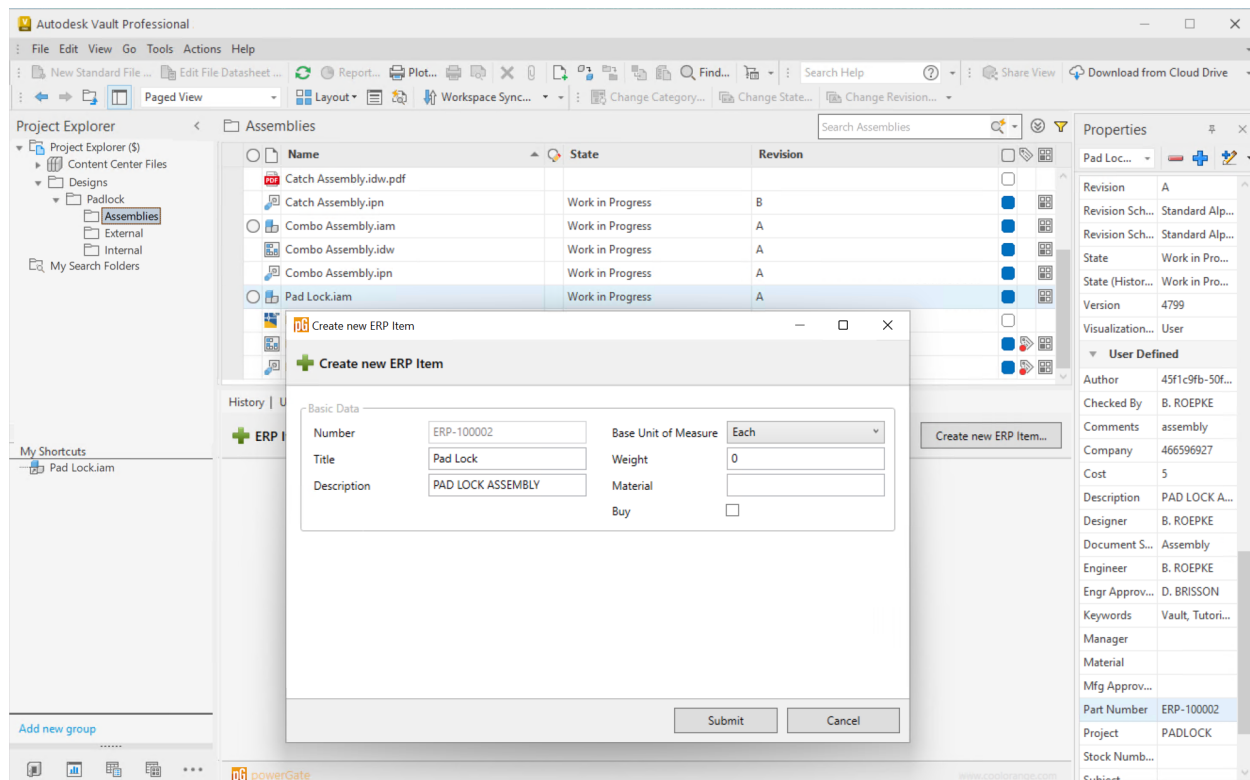 Autodesk Vault Professional
File Edit View Go Tools Actions Help
New Standard File ... Edit File Datasheet ... Report... Plot... Find... Search Help Share View Download from Cloud Drive
Paged View Layout Workspace Sync... Change Category... Change State... Change Revision...
Project Explorer
Project Explorer ($)
Content Center Files
Designs
Padlock
Assemblies
External
Internal
My Search Folders
My Shortcuts
Pad Lock.iam
Add new group
Assemblies
Search Assemblies
Name State Revision
Catch Assembly.idw.pdf
Catch Assembly.ipn Work in Progress B
Combo Assembly.iam Work in Progress A
Combo Assembly.idw Work in Progress A
Combo Assembly.ipn Work in Progress A
Pad Lock.iam Work in Progress A
History U
ERP I
Create new ERP Item...
Create new ERP Item
Create new ERP Item
Basic Data
Number ERP-100002 Base Unit of Measure Each
Title Pad Lock Weight 0
Description PAD LOCK ASSEMBLY Material
Buy
Submit Cancel
powerGate www.coolorange.com
Properties
Pad Loc...
Revision A
Revision Sch... Standard Alp...
Revision Sch... Standard Alp...
State Work in Pro...
State (Histor... Work in Pro...
Version 4799
Visualization... User
User Defined
Author 45f1c9fb-50f...
Checked By B. ROEPKE
Comments assembly
Company 466596927
Cost 5
Description PAD LOCK A...
Designer B. ROEPKE
Document S... Assembly
Engineer B. ROEPKE
Engr Approv... D. BRISSON
Keywords Vault, Tutori...
Manager
Material
Mfg Approv...
Part Number ERP-100002
Project PADLOCK
Stock Numb...
Subject